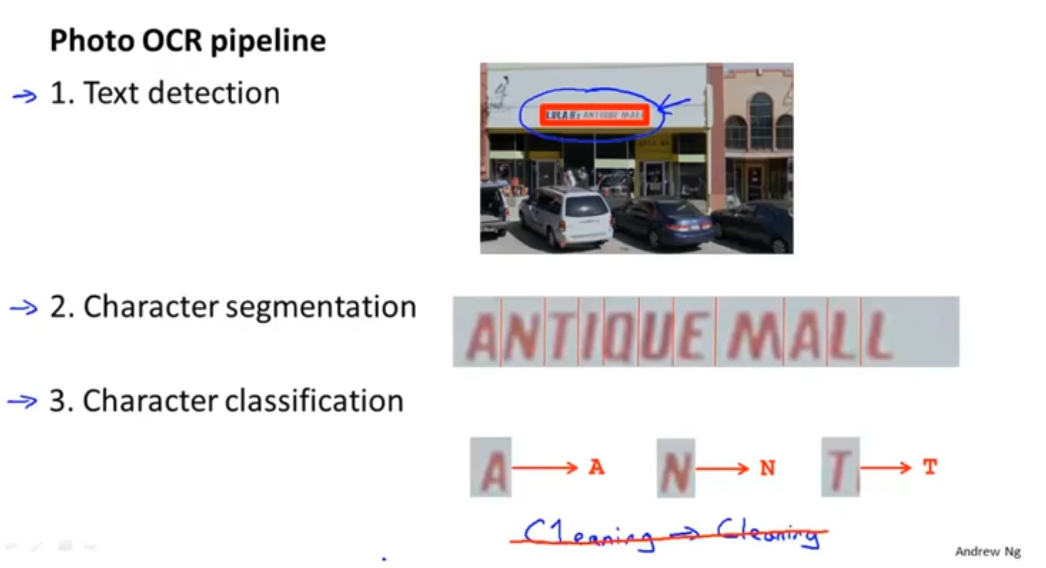 Photo OCR pipeline
→ 1. Text detection
LULA B's ANTIQUE MALL
→ 2. Character segmentation
ANTIQUE MALL
→ 3. Character classification
A → A N → N T → T
C1eaning → Cleaning
Andrew Ng